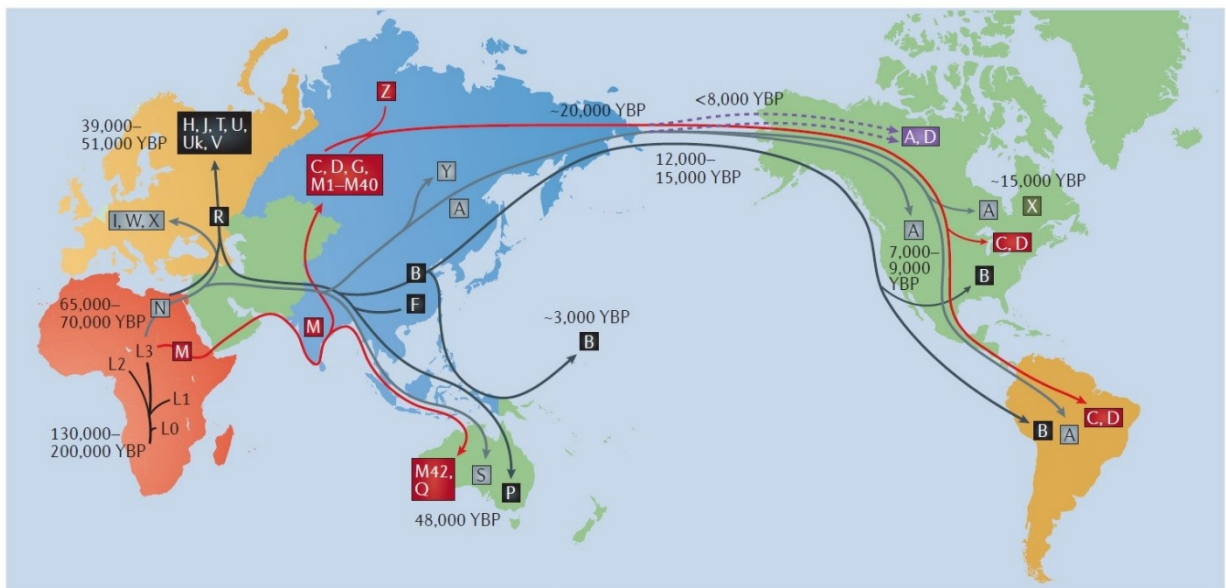 Z
~20,000 YBP
<8,000 YBP
39,000–
51,000 YBP
H, J, T, U,
Uk, V
A, D
C, D, G,
M1–M40
Y
12,000–
15,000 YBP
~15,000 YBP
A
A
X
I, W, X
R
A
C, D
7,000–
9,000
YBP
B
B
65,000–
70,000 YBP
N
F
~3,000 YBP
M
B
L3
M
L2
L1
L0
130,000–
200,000 YBP
C, D
B
A
M42,
Q
S
P
48,000 YBP